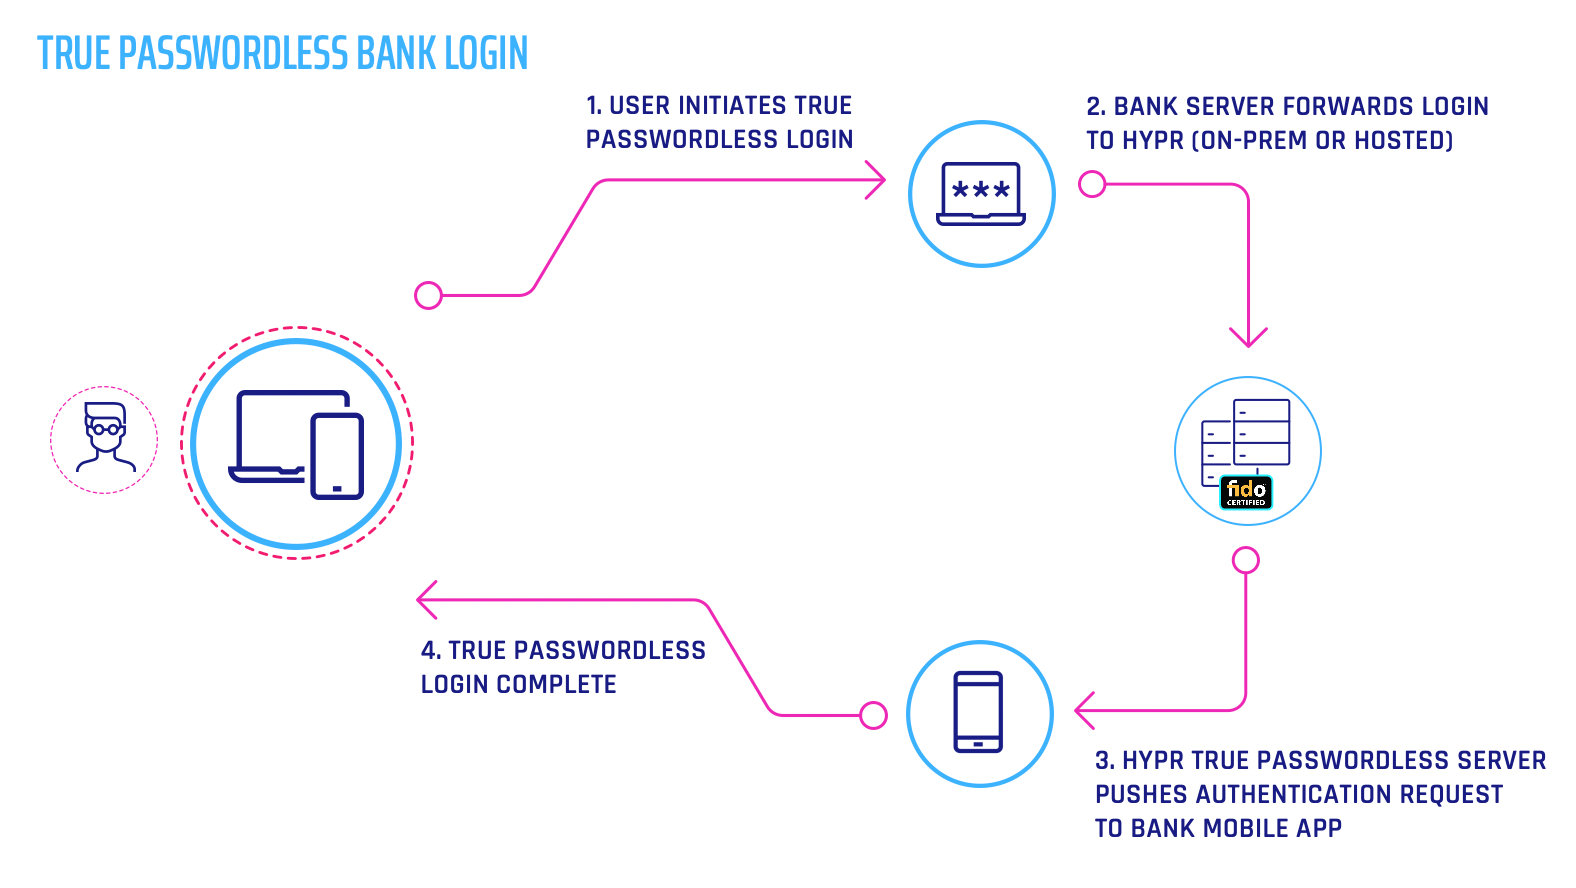 TRUE PASSWORDLESS BANK LOGIN
1. USER INITIATES TRUE
PASSWORDLESS LOGIN
2. BANK SERVER FORWARDS LOGIN
TO HYPR (ON-PREM OR HOSTED)
***
fido
CERTIFIED
4. TRUE PASSWORDLESS
LOGIN COMPLETE
3. HYPR TRUE PASSWORDLESS SERVER
PUSHES AUTHENTICATION REQUEST
TO BANK MOBILE APP